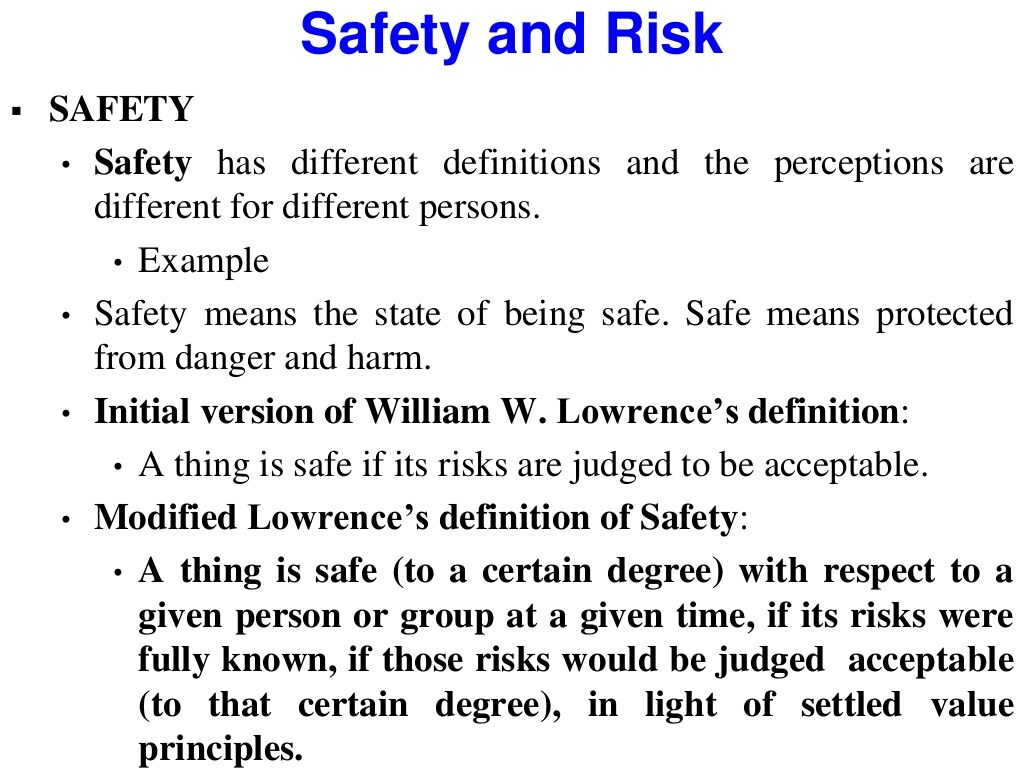 Safety and Risk
▪ SAFETY
• Safety has different definitions and the perceptions are
different for different persons.
• Example
• Safety means the state of being safe. Safe means protected
from danger and harm.
• Initial version of William W. Lowrence’s definition:
• A thing is safe if its risks are judged to be acceptable.
• Modified Lowrence’s definition of Safety:
• A thing is safe (to a certain degree) with respect to a
given person or group at a given time, if its risks were
fully known, if those risks would be judged acceptable
(to that certain degree), in light of settled value
principles.